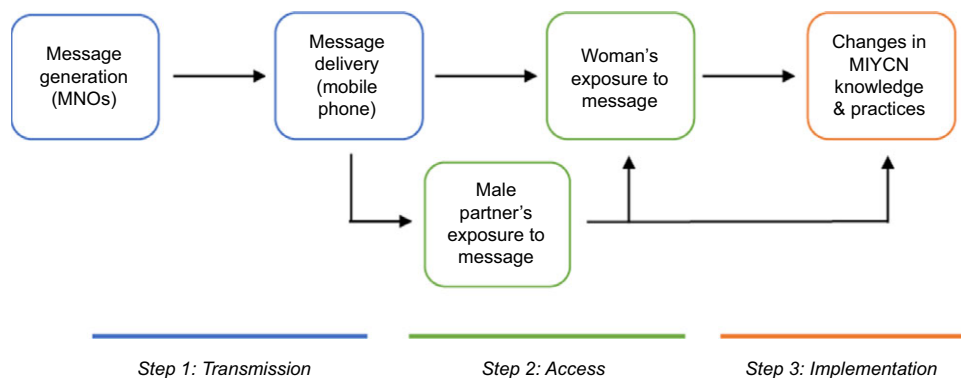 Message
generation
(MNOs)
Message
delivery
(mobile
phone)
Woman's
exposure to
message
Changes in
MIYCN
knowledge
& practices
Male
partner's
exposure to
message
Step 1: Transmission
Step 2: Access
Step 3: Implementation